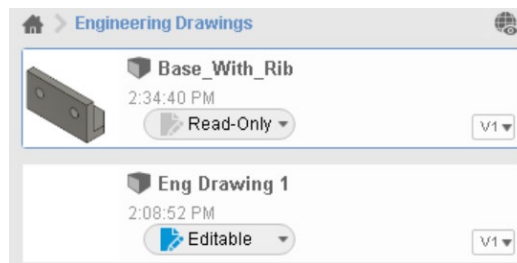 Engineering Drawings
Base_With_Rib
2:34:40 PM
Read-Only
V1
Eng Drawing 1
2:08:52 PM
Editable
V1